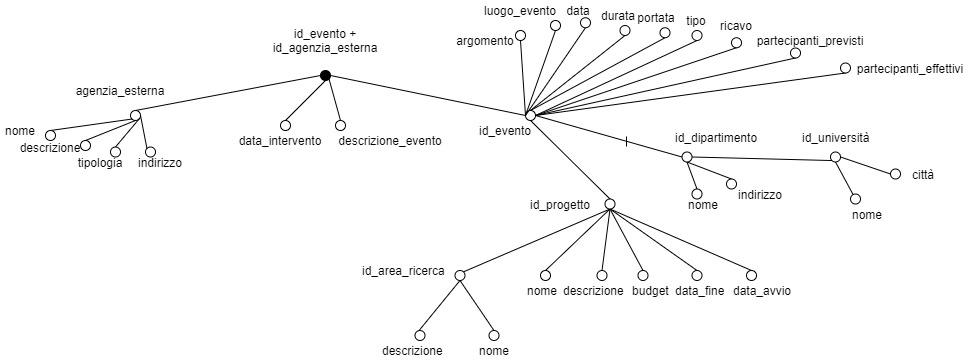 luogo_evento
data
durata
portata
tipo
ricavo
argomento
partecipanti_previsti
partecipanti_effettivi
id_evento +
id_agenzia_esterna
agenzia_esterna
nome
descrizione
tipologia
indirizzo
data_intervento
descrizione_evento
id_evento
id_dipartimento
id_università
città
indirizzo
nome
nome
id_progetto
id_area_ricerca
nome
descrizione
budget
data_fine
data_avvio
descrizione
nome